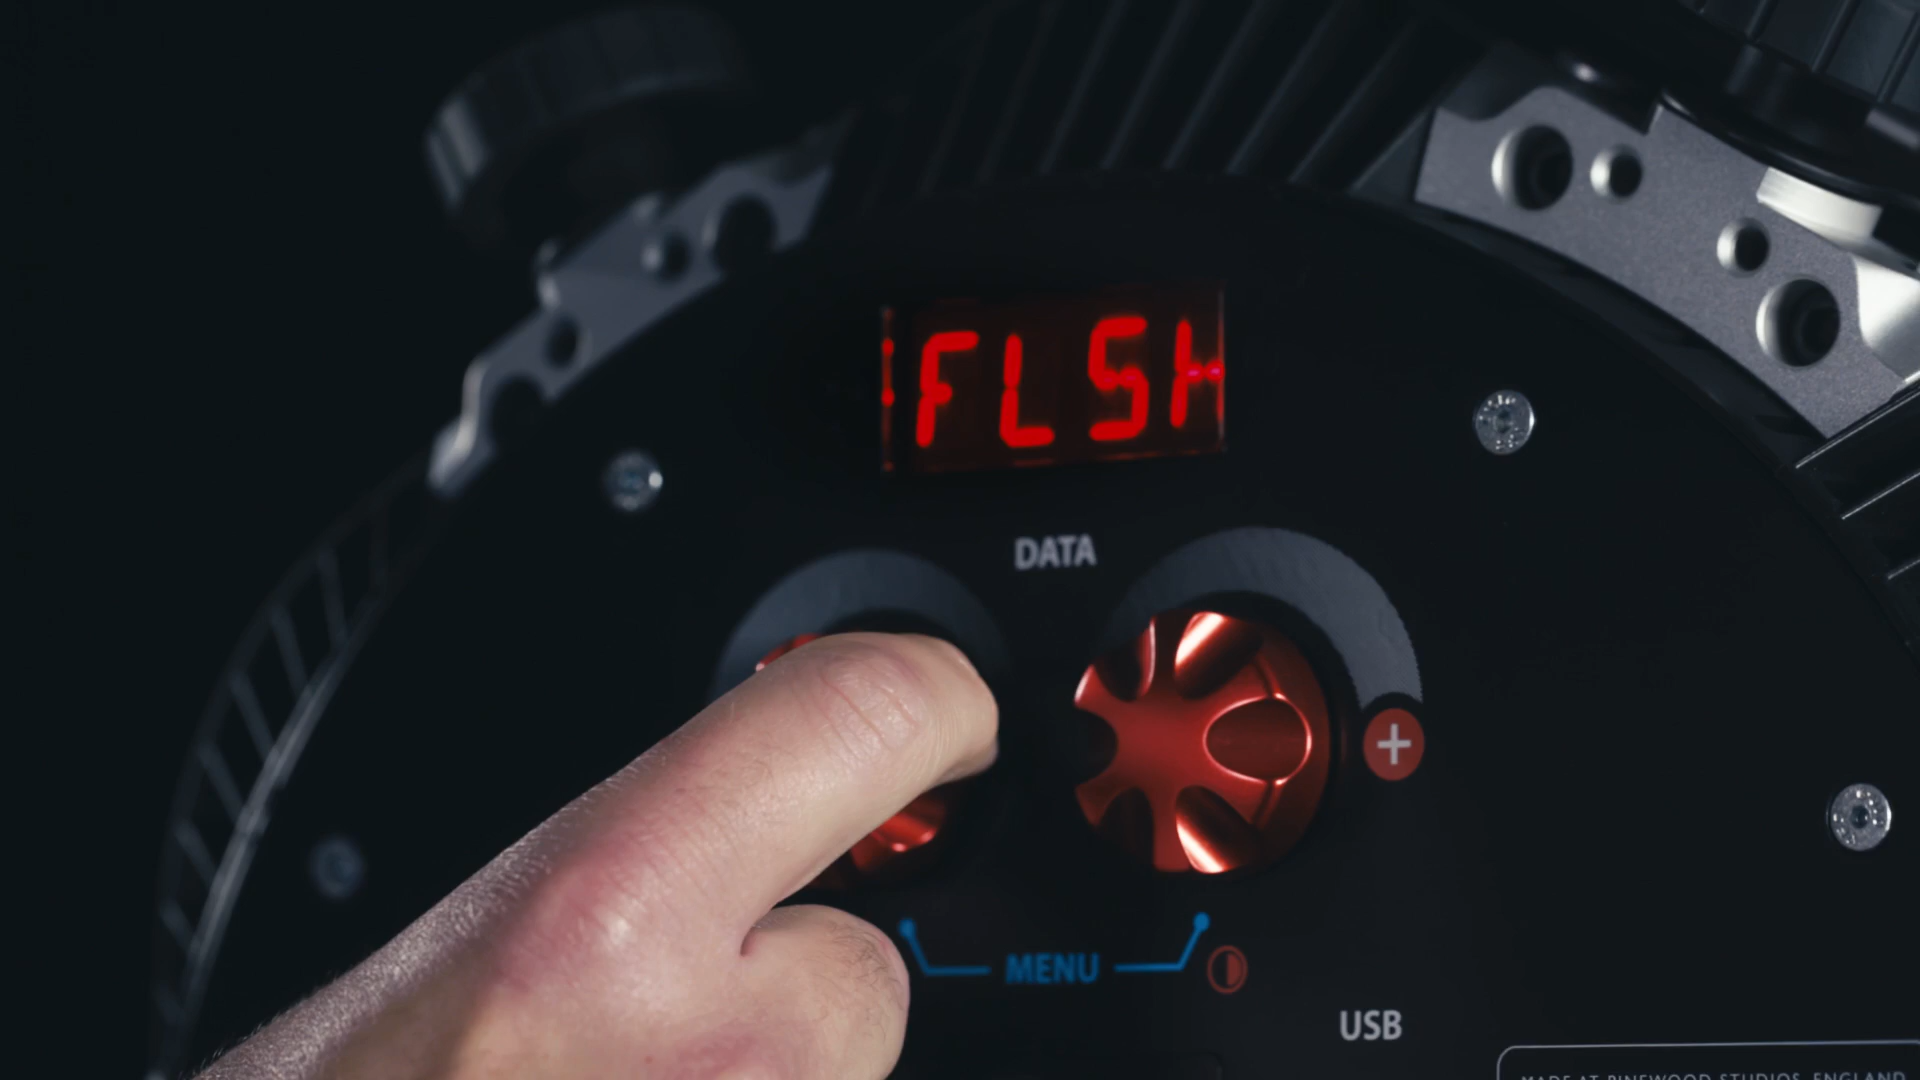 FLSh
DATA
+
MENU
USB
MADE AT PINEWOOD STUDIOS, ENGLAND